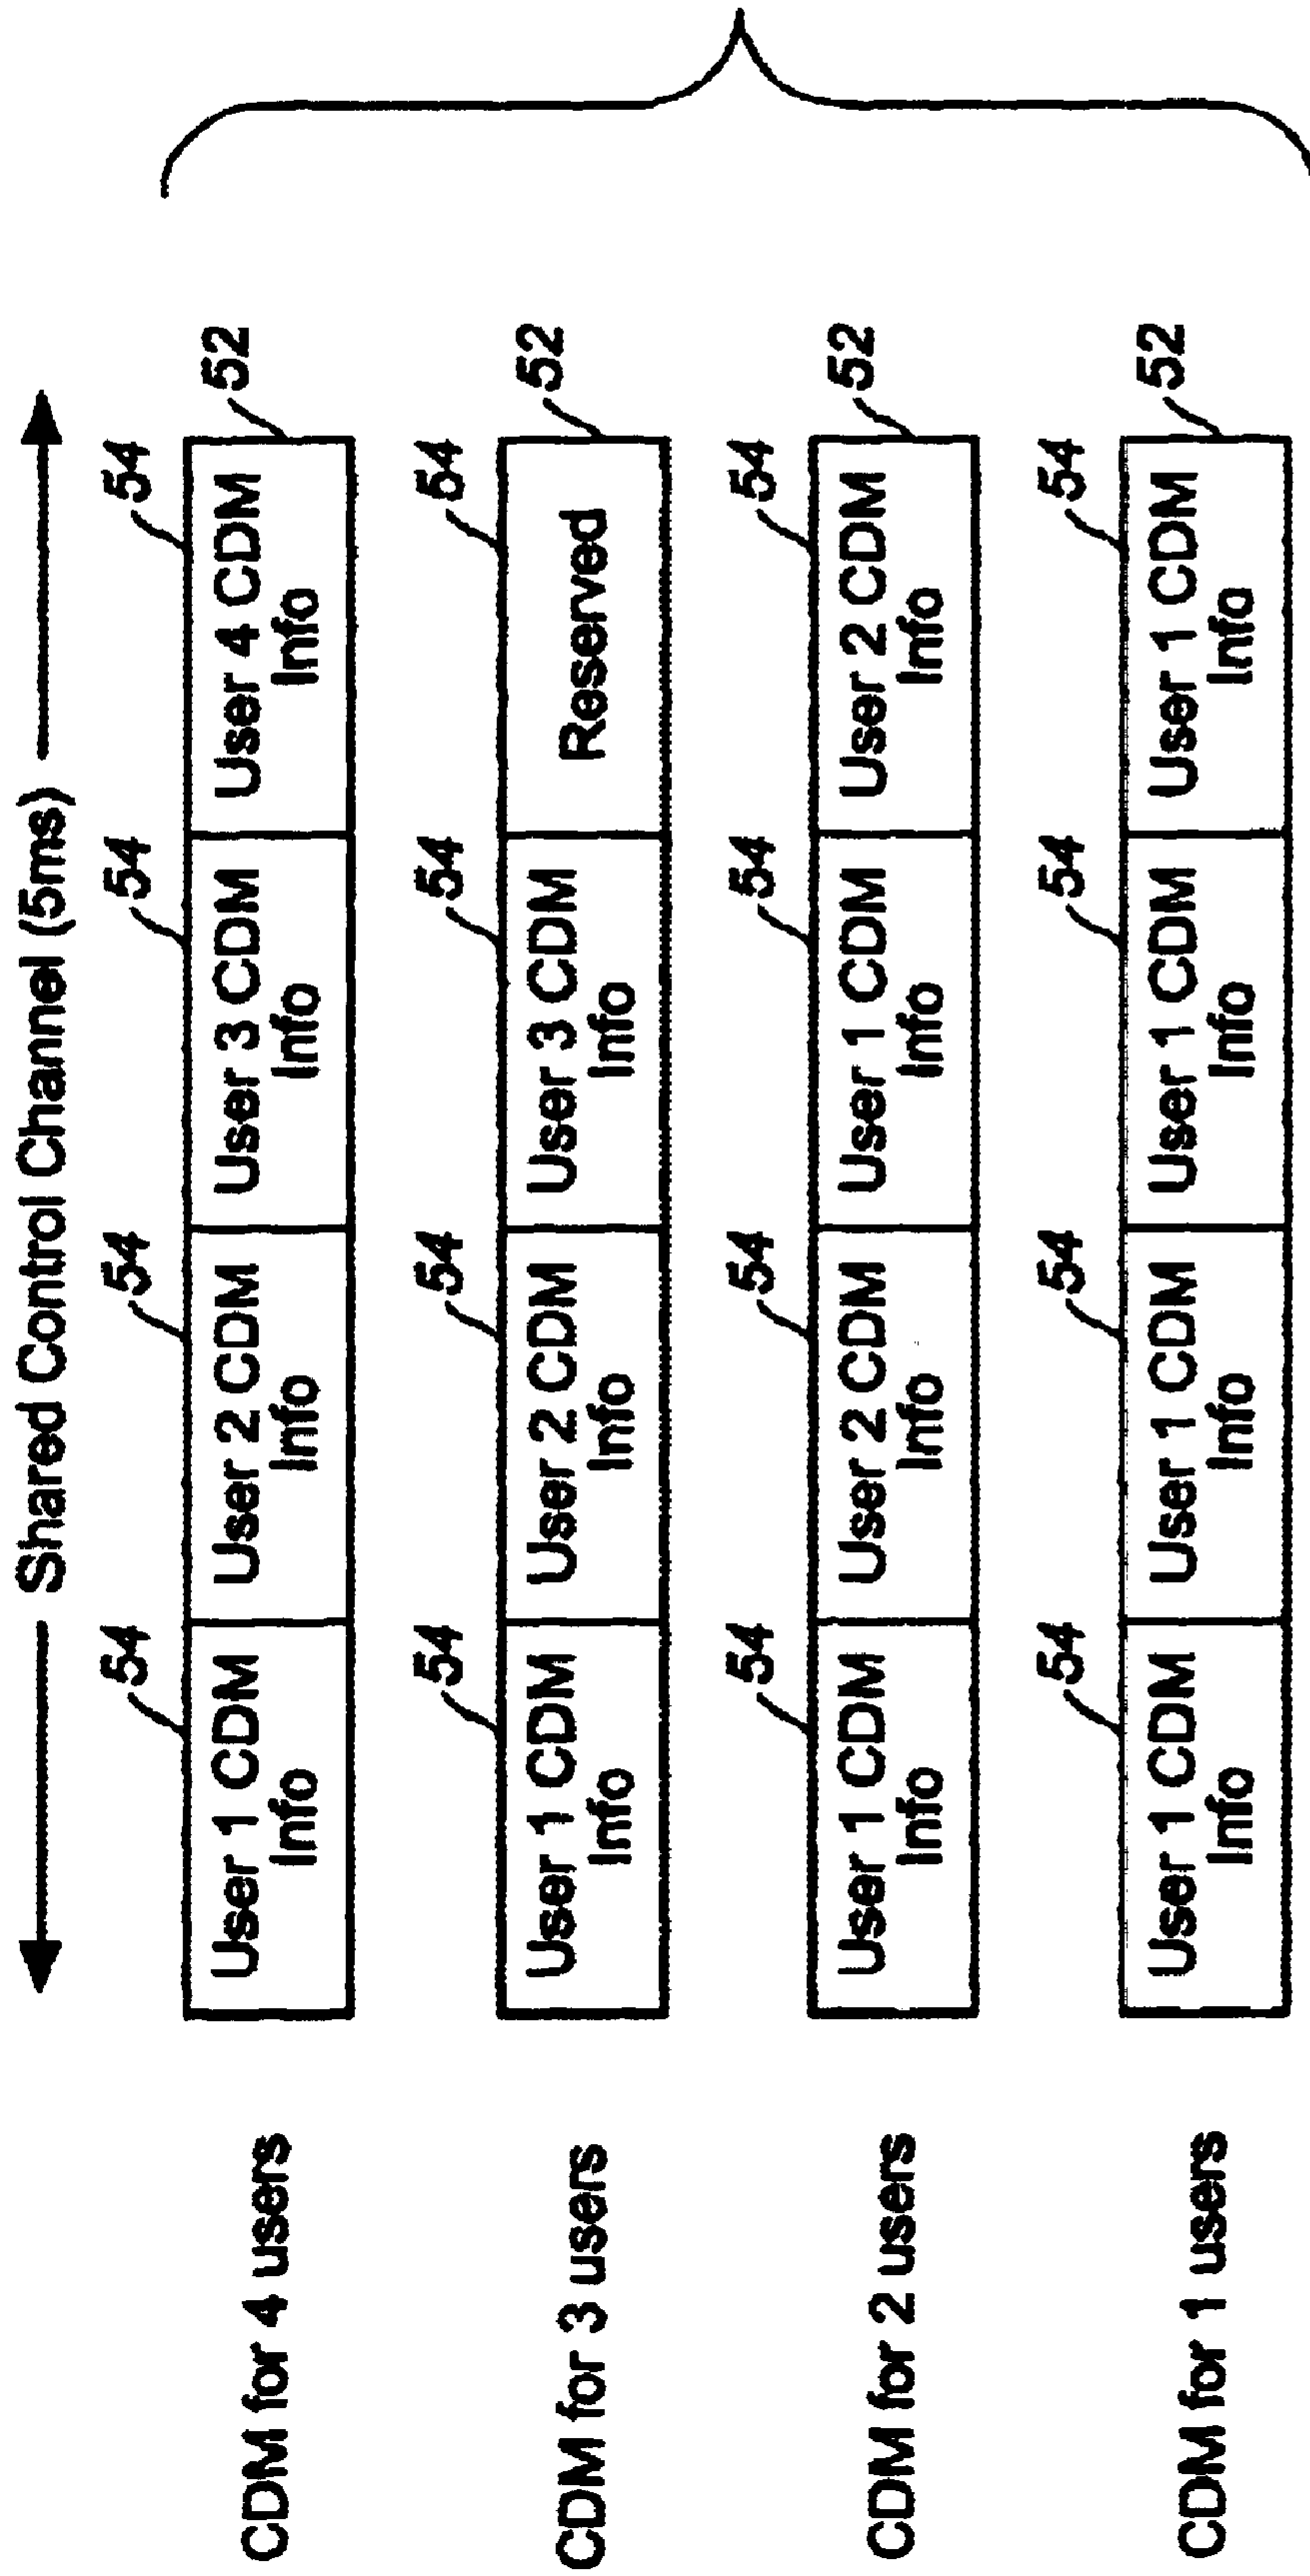 Shared Control Channel (5ms)
54 54 54 54
CDM for 4 users
User 1 CDM
Info
User 2 CDM
Info
User 3 CDM
Info
User 4 CDM
Info
52
54 54 54 54
CDM for 3 users
User 1 CDM
Info
User 2 CDM
Info
User 3 CDM
Info
Reserved
52
54 54 54 54
CDM for 2 users
User 1 CDM
Info
User 2 CDM
Info
User 1 CDM
Info
User 2 CDM
Info
52
54 54 54 54
CDM for 1 users
User 1 CDM
Info
User 1 CDM
Info
User 1 CDM
Info
User 1 CDM
Info
52